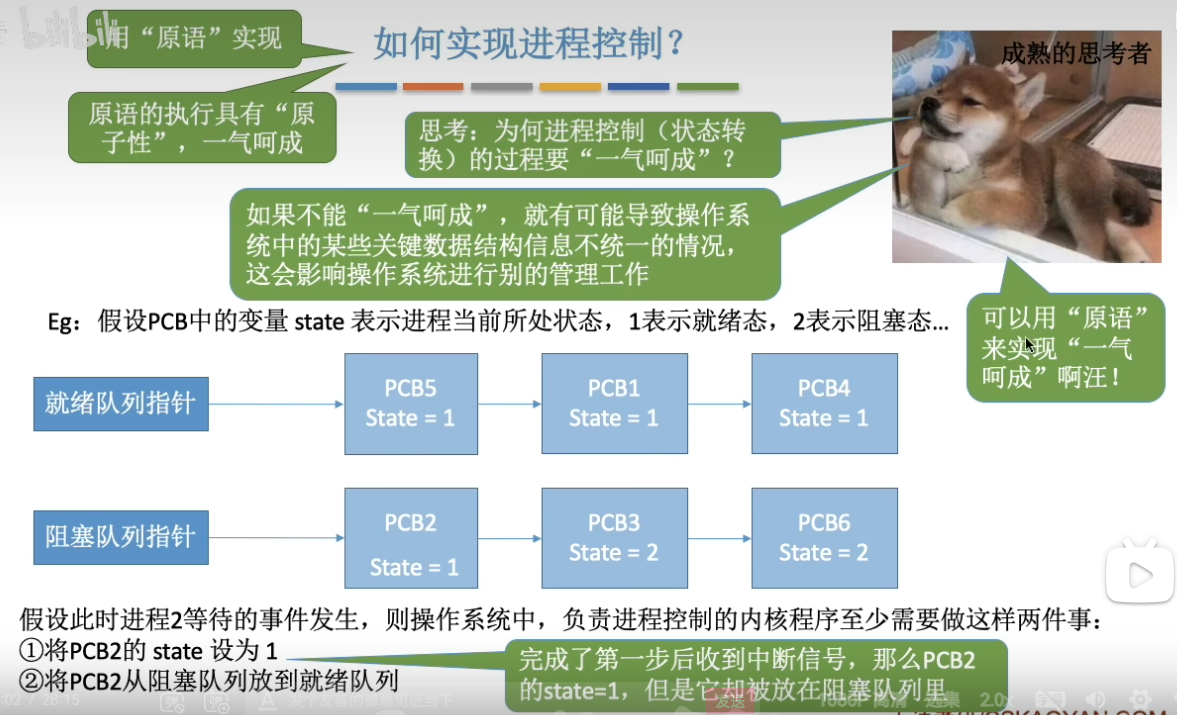 bilibili
用“原语”实现
如何实现进程控制？
成熟的思考者
原语的执行具有“原
子性”，一气呵成
思考：为何进程控制（状态转
换）的过程要“一气呵成”？
如果不能“一气呵成”，就有可能导致操作系
统中的某些关键数据结构信息不统一的情况，
这会影响操作系统进行别的管理工作
可以用“原语”
来实现“一气
呵成”啊汪！
Eg：假设PCB中的变量 state 表示进程当前所处状态，1表示就绪态，2表示阻塞态...
就绪队列指针
PCB5
State = 1
PCB1
State = 1
PCB4
State = 1
阻塞队列指针
PCB2
State = 1
PCB3
State = 2
PCB6
State = 2
假设此时进程2等待的事件发生，则操作系统中，负责进程控制的内核程序至少需要做这样两件事：
①将PCB2的 state 设为 1
②将PCB2从阻塞队列放到就绪队列
完成了第一步后收到中断信号，那么PCB2
的state=1，但是它却被放在阻塞队列里
发送
1080P 高清
选集
2.0x